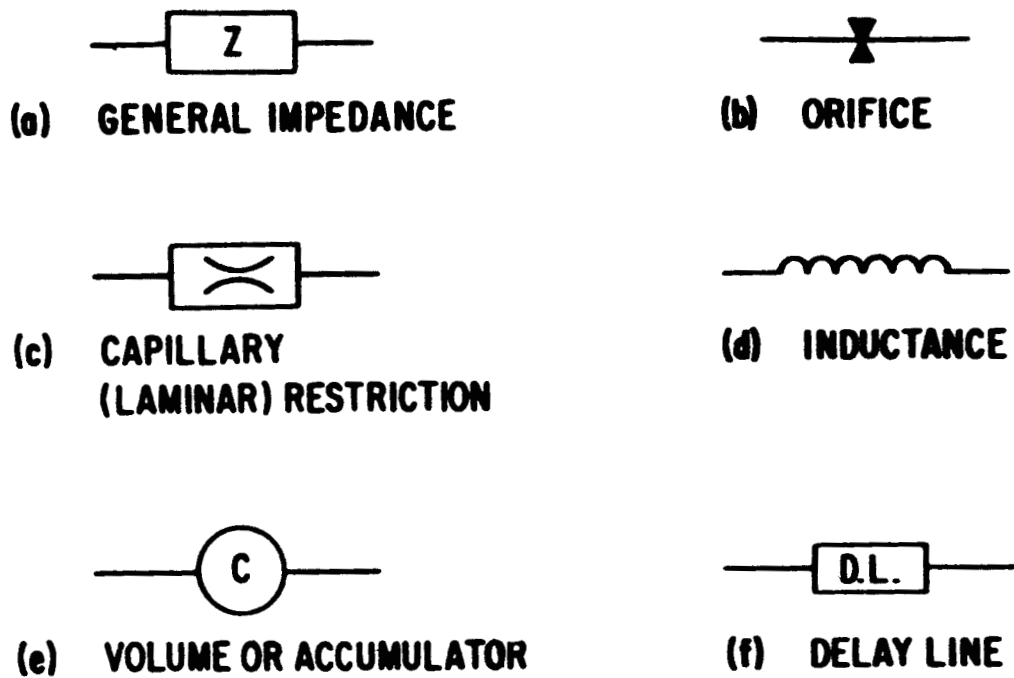 Z
(a) GENERAL IMPEDANCE
(b) ORIFICE
(c) CAPILLARY
(LAMINAR) RESTRICTION
(d) INDUCTANCE
C
(e) VOLUME OR ACCUMULATOR
D.L.
(f) DELAY LINE